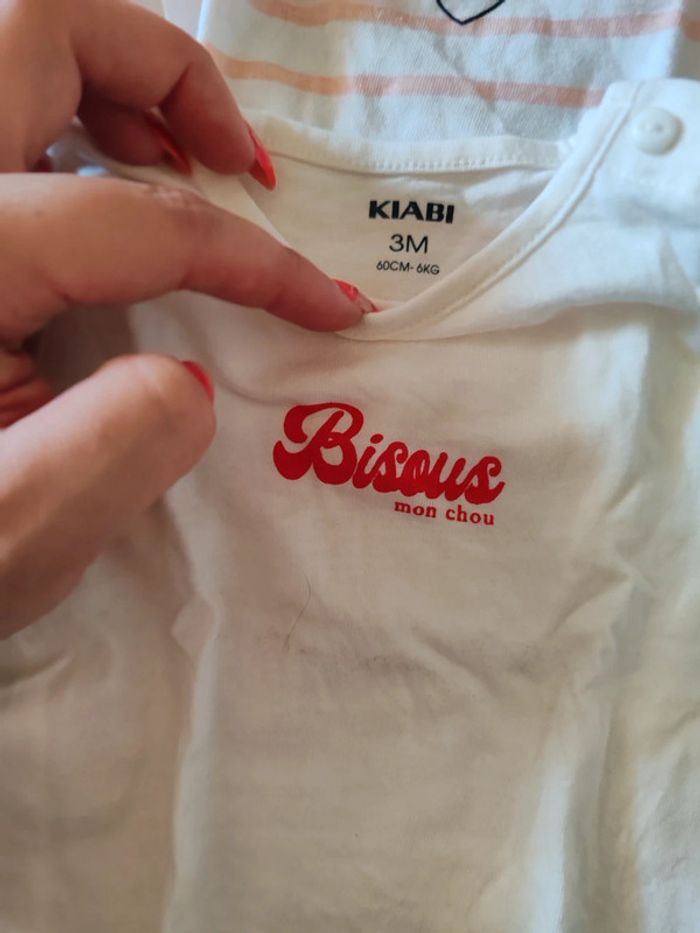 KIABI
3M
60CM-6KG
Bisous
mon chou